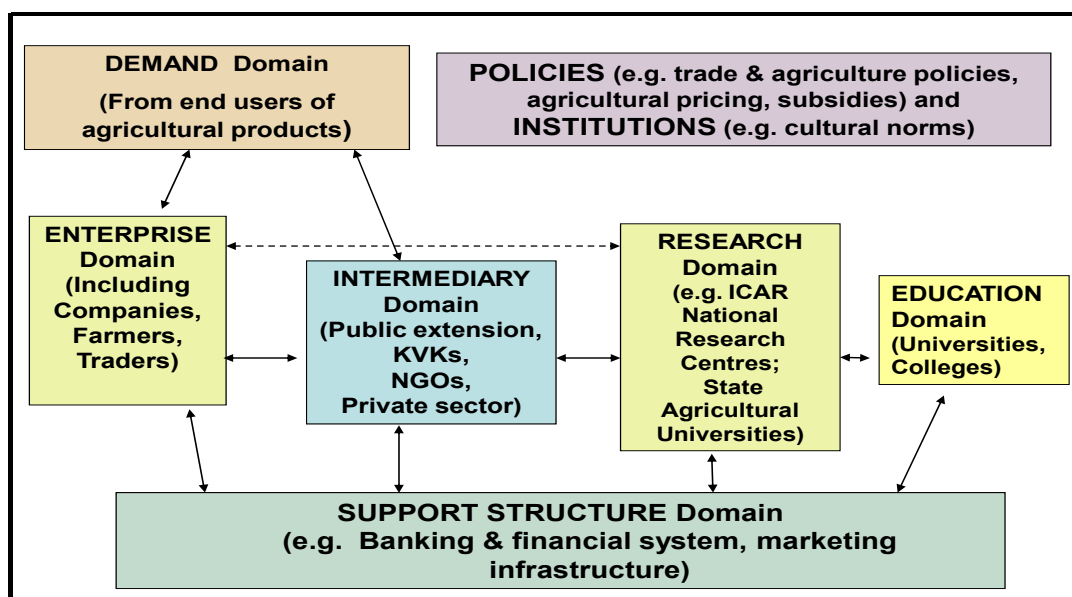 DEMAND Domain
(From end users of
agricultural products)
POLICIES (e.g. trade & agriculture policies,
agricultural pricing, subsidies) and
INSTITUTIONS (e.g. cultural norms)
ENTERPRISE
Domain
(Including
Companies,
Farmers,
Traders)
INTERMEDIARY
Domain
(Public extension,
KVKs,
NGOs,
Private sector)
RESEARCH
Domain
(e.g. ICAR
National
Research
Centres;
State
Agricultural
Universities)
EDUCATION
Domain
(Universities,
Colleges)
SUPPORT STRUCTURE Domain
(e.g. Banking & financial system, marketing
infrastructure)